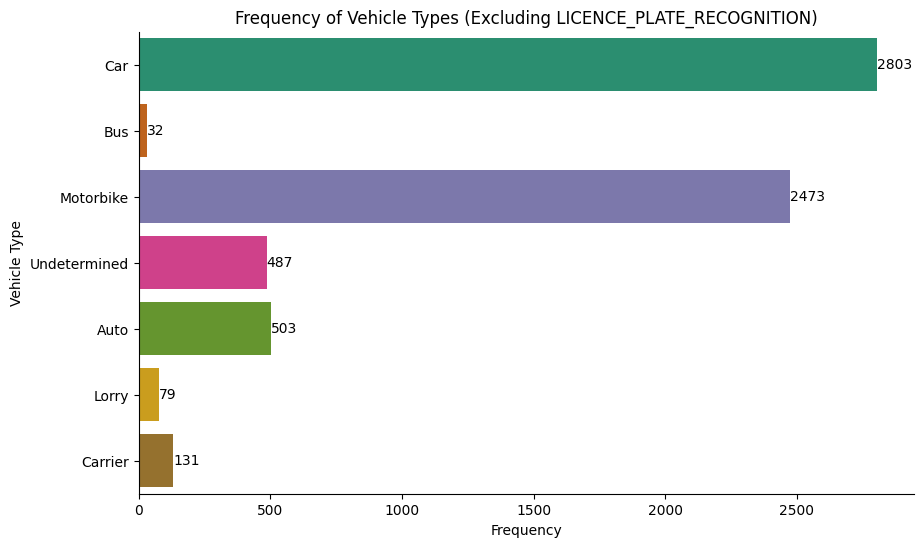 Frequency of Vehicle Types (Excluding LICENCE_PLATE_RECOGNITION)
Car 2803
Bus 32
Motorbike 2473
Undetermined 487
Auto 503
Lorry 79
Carrier 131
Vehicle Type
0 500 1000 1500 2000 2500
Frequency